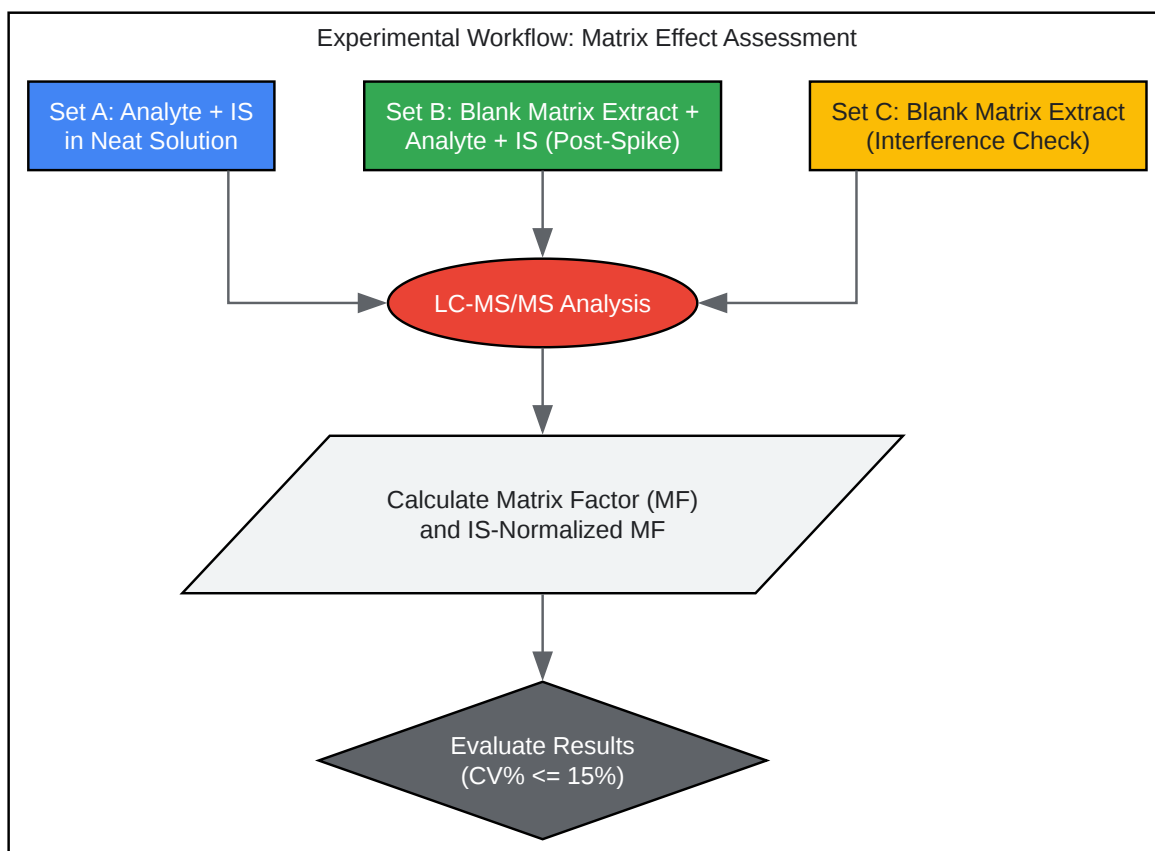 Experimental Workflow: Matrix Effect Assessment
Set A: Analyte + IS
in Neat Solution
Set B: Blank Matrix Extract +
Analyte + IS (Post-Spike)
Set C: Blank Matrix Extract
(Interference Check)
LC-MS/MS Analysis
Calculate Matrix Factor (MF)
and IS-Normalized MF
Evaluate Results
(CV% <= 15%)